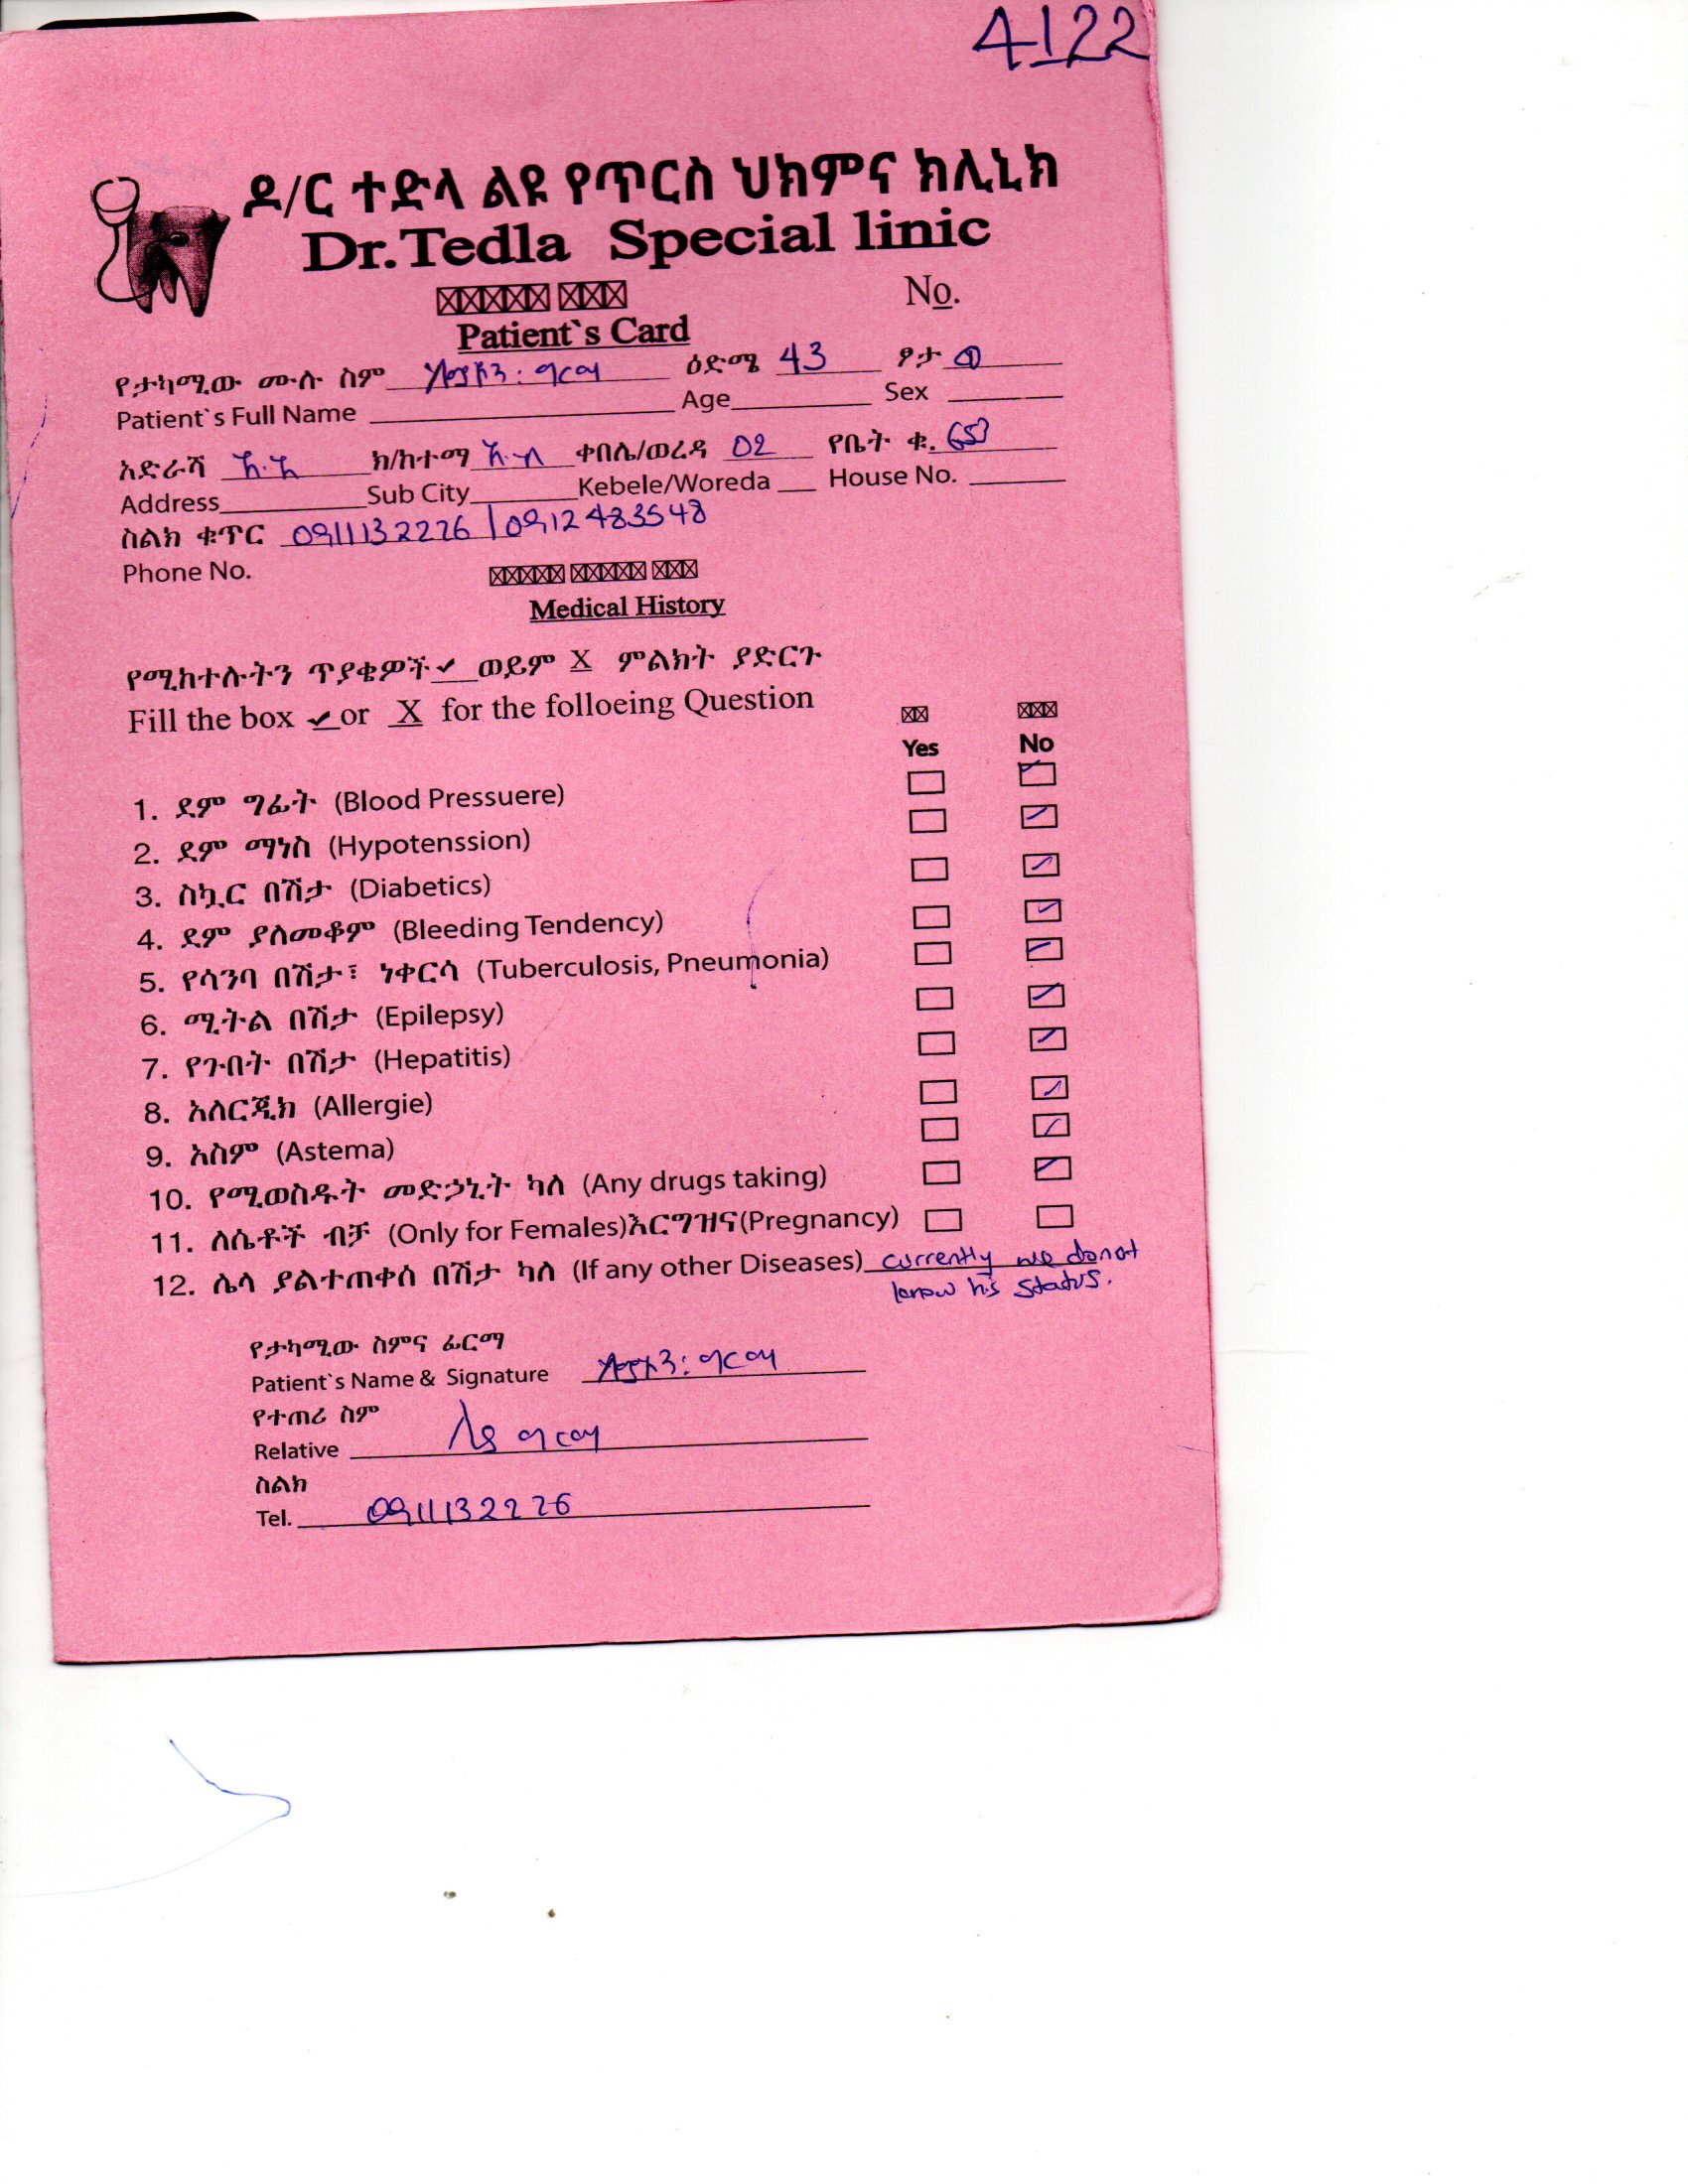 4122
ዶ/ር ተድላ ልዩ የጥርስ ህክምና ክሊኒክ
Dr.Tedla Special linic
No.
Patient`s Card
የታካሚው ሙሉ ስም ዕድሜ 43 ፆታ
Patient`s Full Name Age Sex
አድራሻ አ.አ ክ/ከተማ ቀበሌ/ወረዳ 02 የቤት ቁ. 653
Address Sub City Kebele/Woreda House No.
ስልክ ቁጥር 0911132226 / 0912483548
Phone No.
Medical History
የሚከተሉትን ጥያቄዎች ✓ ወይም X ምልክት ያድርጉ
Fill the box ✓ or X for the folloeing Question
Yes No
1. ደም ግፊት (Blood Pressuere)
2. ደም ማነስ (Hypotenssion)
3. ስኳር በሽታ (Diabetics)
4. ደም ያለመቆም (Bleeding Tendency)
5. የሳንባ በሽታ፣ ነቀርሳ (Tuberculosis, Pneumonia)
6. ሚትል በሽታ (Epilepsy)
7. የጉበት በሽታ (Hepatitis)
8. አለርጂክ (Allergie)
9. አስም (Astema)
10. የሚወስዱት መድኃኒት ካለ (Any drugs taking)
11. ለሴቶች ብቻ (Only for Females)እርግዝና(Pregnancy)
12. ሌላ ያልተጠቀሰ በሽታ ካለ (If any other Diseases) currently we donot
know his status.
የታካሚው ስምና ፊርማ
Patient`s Name & Signature
የተጠሪ ስም
Relative
ስልክ
Tel. 0911132226